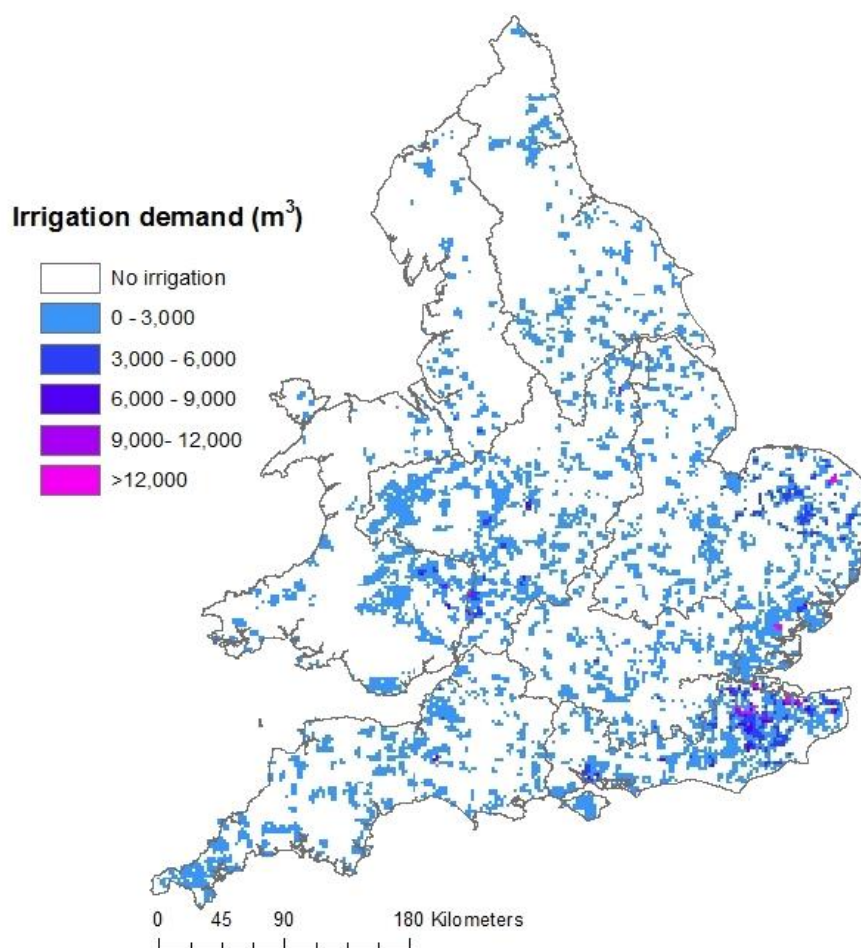 Irrigation demand (m³)
No irrigation
0 - 3,000
3,000 - 6,000
6,000 - 9,000
9,000- 12,000
>12,000
0 45 90 180 Kilometers